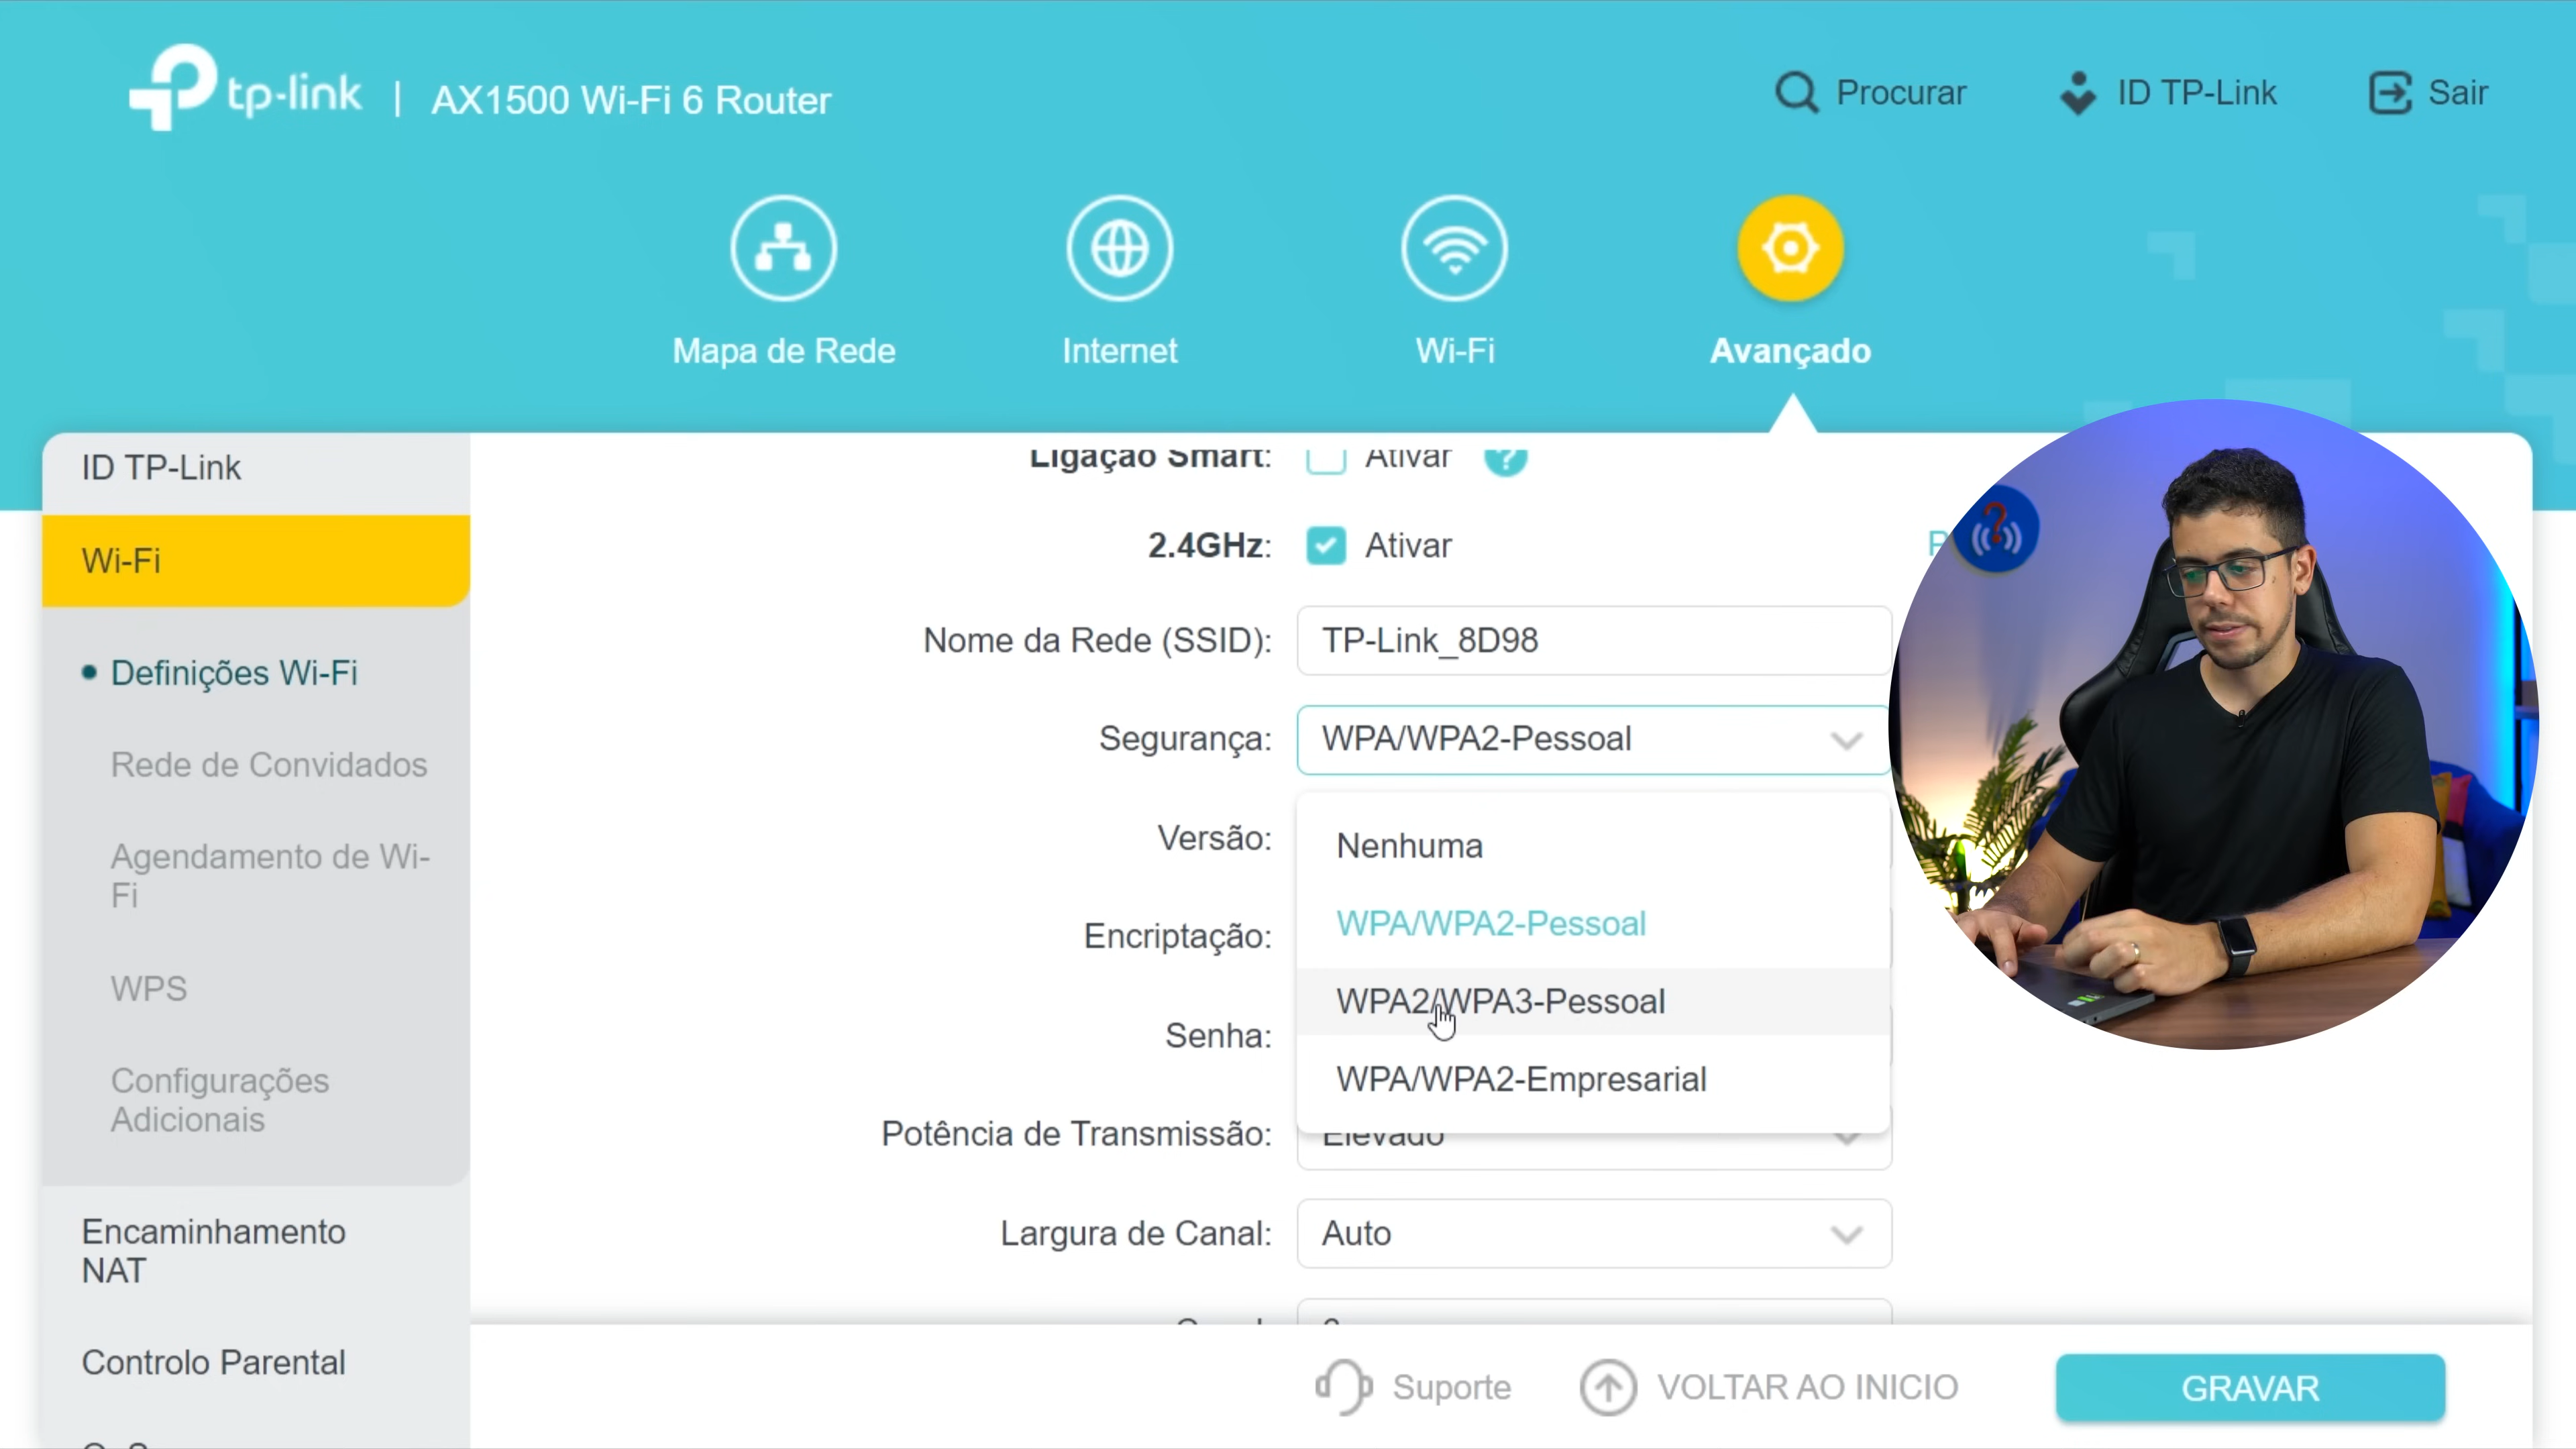 tp-link | AX1500 Wi-Fi 6 Router
Procurar
ID TP-Link
Sair
Mapa de Rede
Internet
Wi-Fi
Avançado
ID TP-Link
Wi-Fi
Definições Wi-Fi
Rede de Convidados
Agendamento de Wi-
Fi
WPS
Configurações
Adicionais
Encaminhamento
NAT
Controlo Parental
Ligação Smart: Ativar ?
2.4GHz: Ativar
Nome da Rede (SSID): TP-Link_8D98
Segurança: WPA/WPA2-Pessoal
Versão:
Nenhuma
WPA/WPA2-Pessoal
Encriptação:
WPA2/WPA3-Pessoal
Senha:
WPA/WPA2-Empresarial
Potência de Transmissão: Elevado
Largura de Canal: Auto
Suporte
VOLTAR AO INICIO
GRAVAR